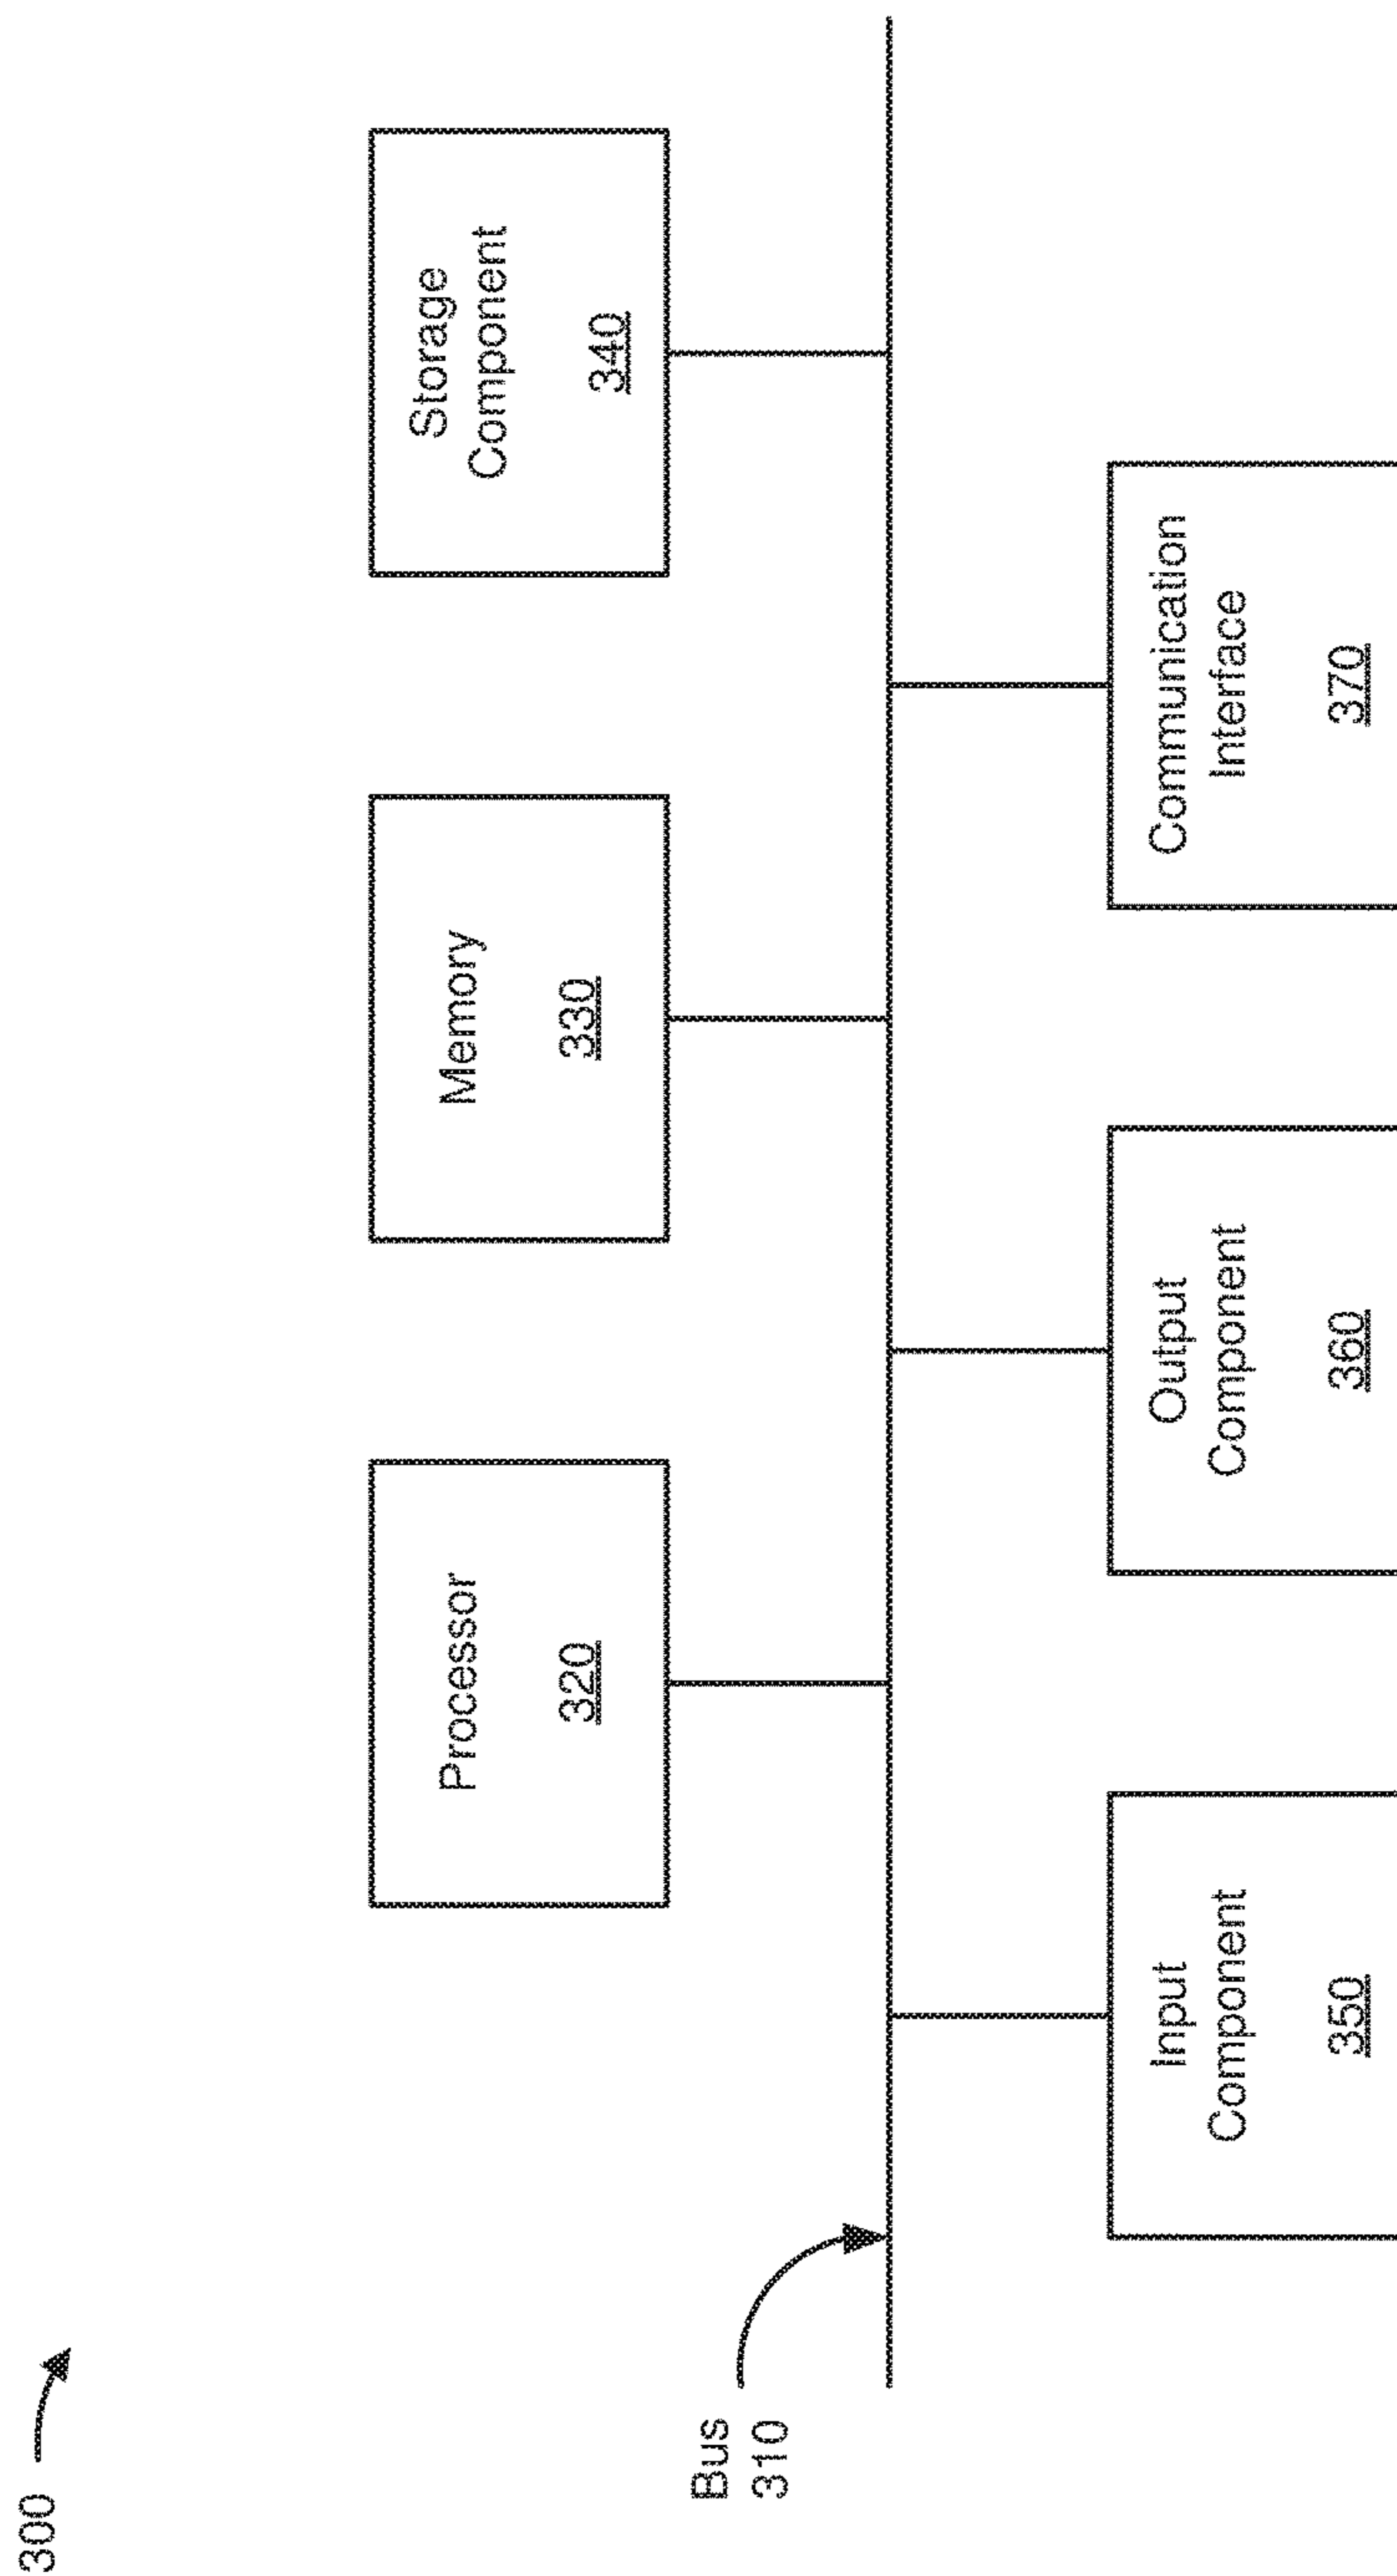 300
Processor
320
Memory
330
Storage
Component
340
Bus
310
Input
Component
350
Output
Component
360
Communication
Interface
370